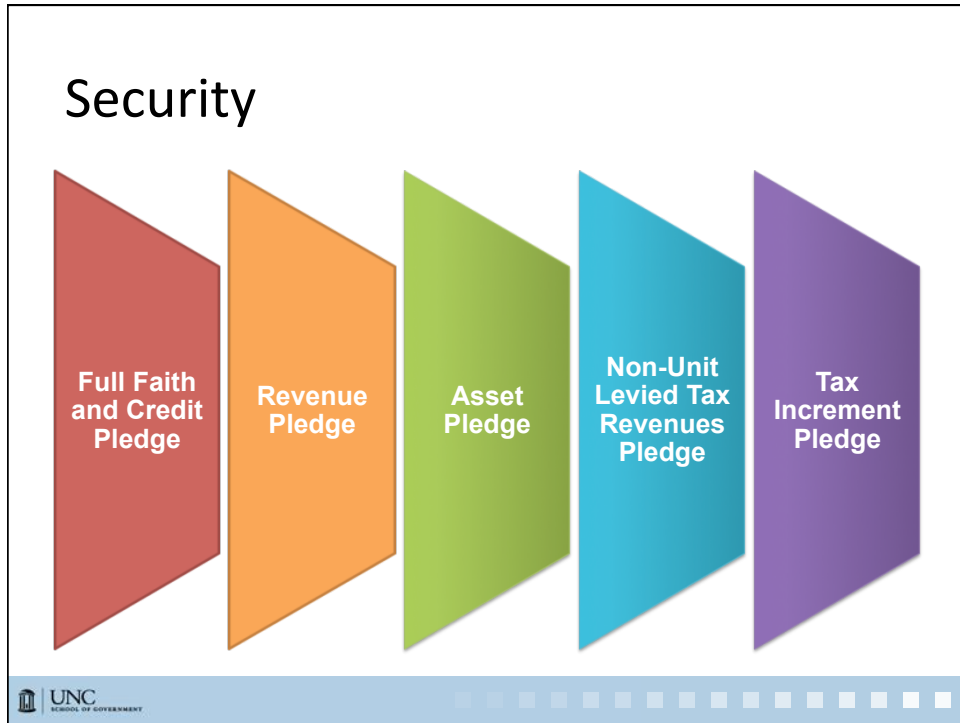 Security
Full Faith
and Credit
Pledge
Revenue
Pledge
Asset
Pledge
Non-Unit
Levied Tax
Revenues
Pledge
Tax
Increment
Pledge
UNC
SCHOOL OF GOVERNMENT